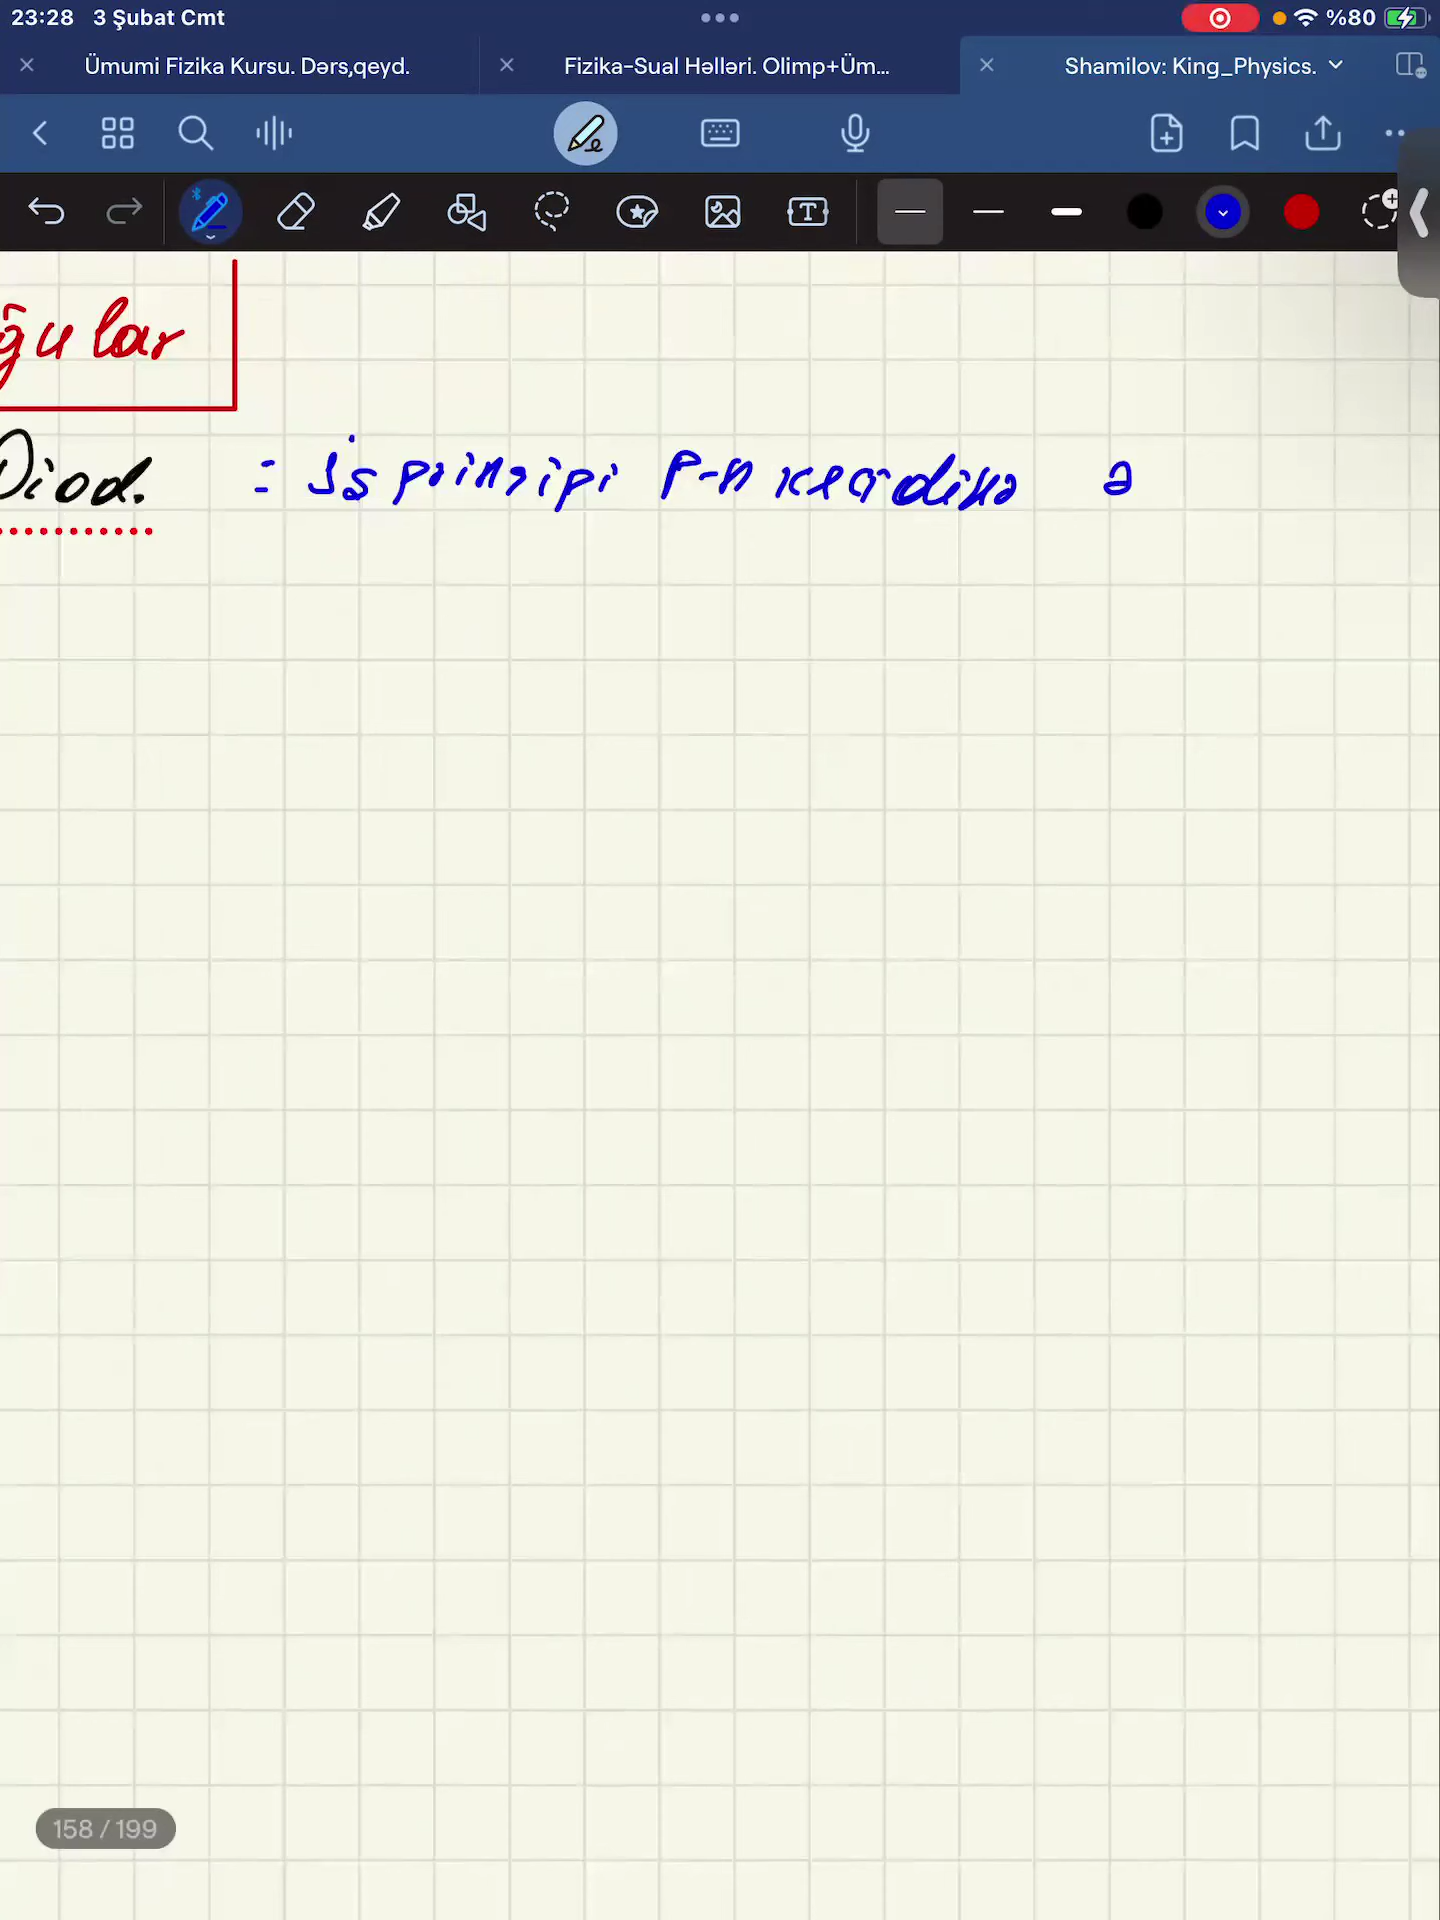 23:28 3 Şubat Cmt %80
Ümumi Fizika Kursu. Dərs,qeyd. Fizika-Sual Həlləri. Olimp+Üm... Shamilov: King_Physics.
ğular
Diod. : İş prinsipi P-n keçidinə ə
158 / 199